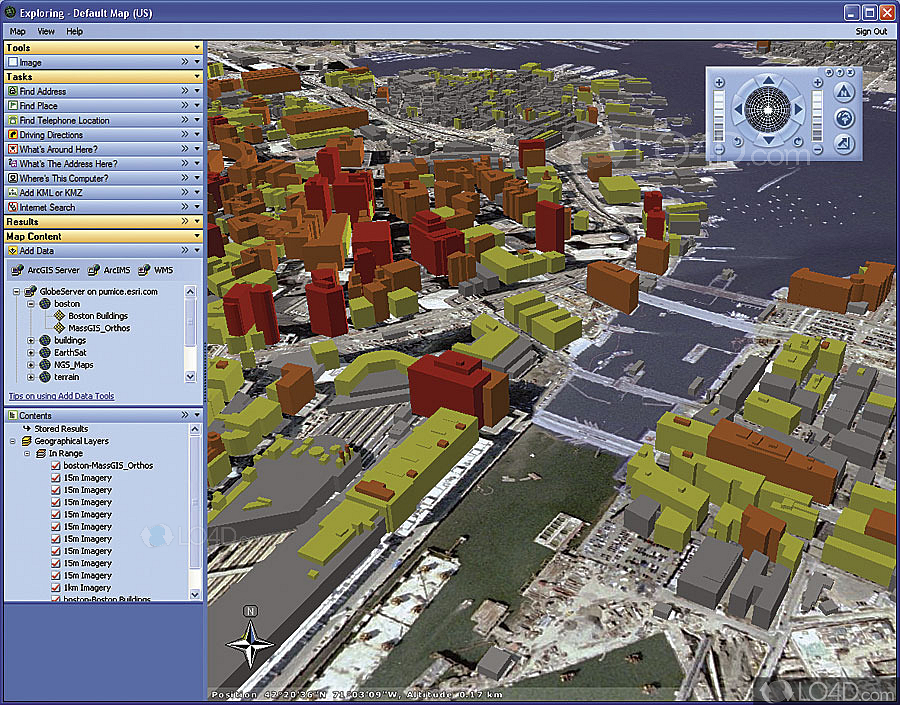 Exploring - Default Map (US)
Map View Help
Sign Out
Tools
Image
Tasks
Find Address
Find Place
Find Telephone Location
Driving Directions
What's Around Here?
What's The Address Here?
Where's This Computer?
Add KML or KMZ
Internet Search
Results
Map Content
Add Data
ArcGIS Server ArcIMS WMS
GlobeServer on pumice.esri.com
boston
Boston Buildings
MassGIS_Orthos
buildings
EarthSat
NGS_Maps
terrain
Tips on using Add Data Tools
Contents
Stored Results
Geographical Layers
In Range
boston-MassGIS_Orthos
15m Imagery
15m Imagery
15m Imagery
15m Imagery
15m Imagery
15m Imagery
15m Imagery
15m Imagery
15m Imagery
1km Imagery
boston-Boston Buildings
N
N
Position 42°20'36"N 71°03'09"W, Altitude 0.17 km
LO4D.com